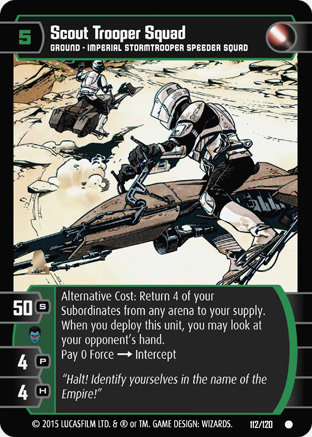 5
Scout Trooper Squad
GROUND - IMPERIAL STORMTROOPER SPEEDER SQUAD
50 S
4 P
4 H
Alternative Cost: Return 4 of your
Subordinates from any arena to your supply.
When you deploy this unit, you may look at
your opponent's hand.
Pay 0 Force → Intercept
"Halt! Identify yourselves in the name of the
Empire!"
© 2015 LUCASFILM LTD. & ® or TM. GAME DESIGN: WIZARDS. 112/120